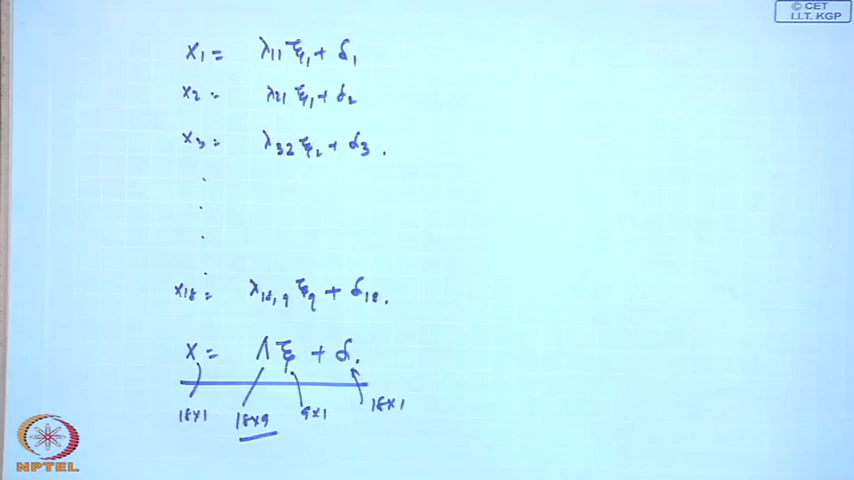 © CET
I.I.T. KGP
x₁ = λ₁₁ ξ₁ + δ₁
x₂ = λ₂₁ ξ₁ + δ₂
x₃ = λ₃₂ ξ₂ + δ₃ .
.
.
.
.
x₁₈ = λ₁₈,₉ ξ₉ + δ₁₈.
x = Λ ξ + δ.
18×1 18×9 9×1 18×1
NPTEL